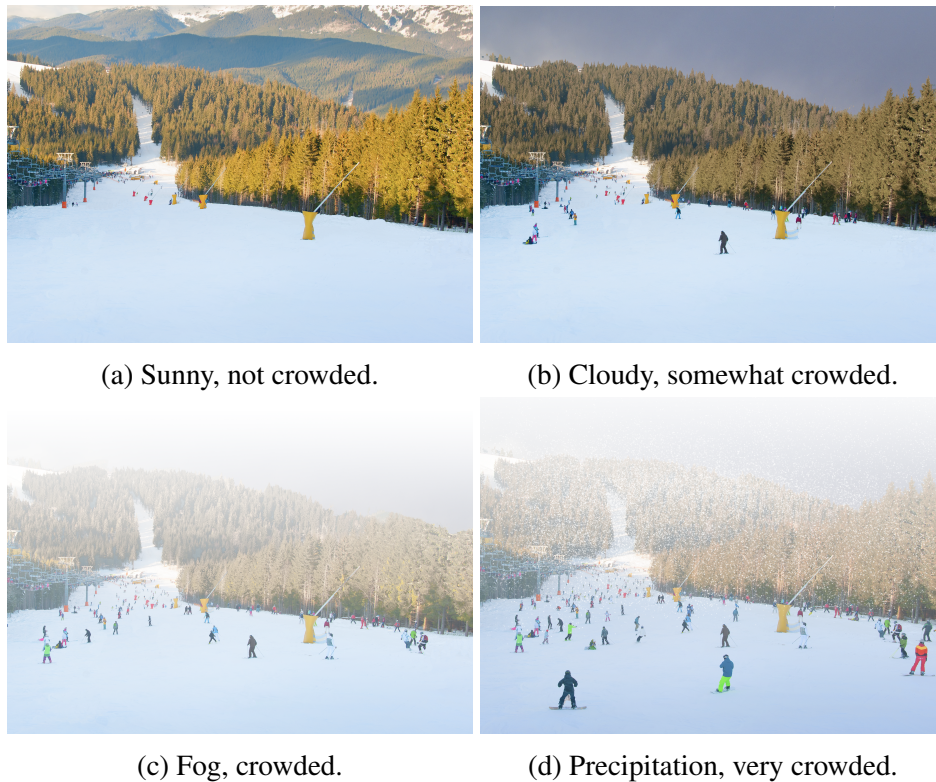 (a) Sunny, not crowded.
(b) Cloudy, somewhat crowded.
(c) Fog, crowded.
(d) Precipitation, very crowded.